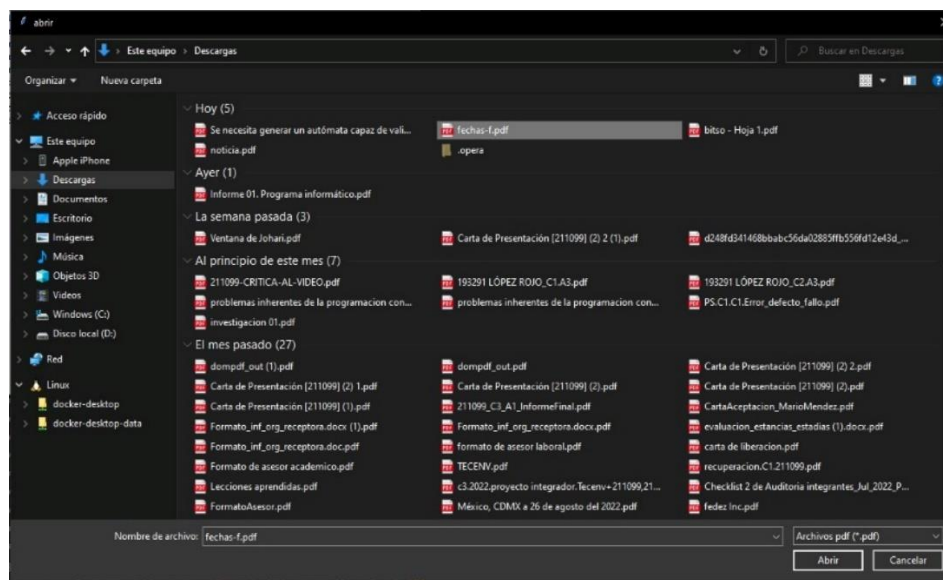 abrir
Este equipo > Descargas
Buscar en Descargas
Organizar
Nueva carpeta
Acceso rápido
Este equipo
Apple iPhone
Descargas
Documentos
Escritorio
Imágenes
Música
Objetos 3D
Videos
Windows (C:)
Disco local (D:)
Red
Linux
docker-desktop
docker-desktop-data
Hoy (5)
Se necesita generar un autómata capaz de vali...
fechas-f.pdf
bitso - Hoja 1.pdf
noticia.pdf
.opera
Ayer (1)
Informe 01. Programa informático.pdf
La semana pasada (3)
Ventana de Johari.pdf
Carta de Presentación [211099] (2) 2 (1).pdf
Al principio de este mes (7)
211099-CRITICA-AL-VIDEO.pdf
193291 LÓPEZ ROJO_C1.A3.pdf
193291 LÓPEZ ROJO_C2.A3.pdf
problemas inherentes de la programacion con...
problemas inherentes de la programacion con...
PS.C1.C1.Error_defecto_fallo.pdf
investigacion 01.pdf
El mes pasado (27)
dompdf_out (1).pdf
dompdf_out.pdf
Carta de Presentación [211099] (2) 2.pdf
Carta de Presentación [211099] (2) 1.pdf
Carta de Presentación [211099] (2).pdf
Carta de Presentación [211099] (2).pdf
Carta de Presentación [211099] (1).pdf
211099_C3_A1_InformeFinal.pdf
CartaAceptacion_MarioMendez.pdf
Formato_inf_org_receptora.docx (1).pdf
Formato_inf_org_receptora.docx.pdf
evaluacion_estancias_estadias (1).docx.pdf
Formato_inf_org_receptora.doc.pdf
formato de asesor laboral.pdf
carta de liberacion.pdf
Formato de asesor academico.pdf
TECENV.pdf
recuperacion.C1.211099.pdf
Lecciones aprendidas.pdf
c3.2022.proyecto integrador.Tecenv+211099,21...
Checklist 2 de Auditoria integrantes_Jul_2022_P...
FormatoAsesor.pdf
México, CDMX a 26 de agosto del 2022.pdf
fedez Inc.pdf
Nombre de archivo: fechas-f.pdf
Archivos pdf (*.pdf)
Abrir
Cancelar